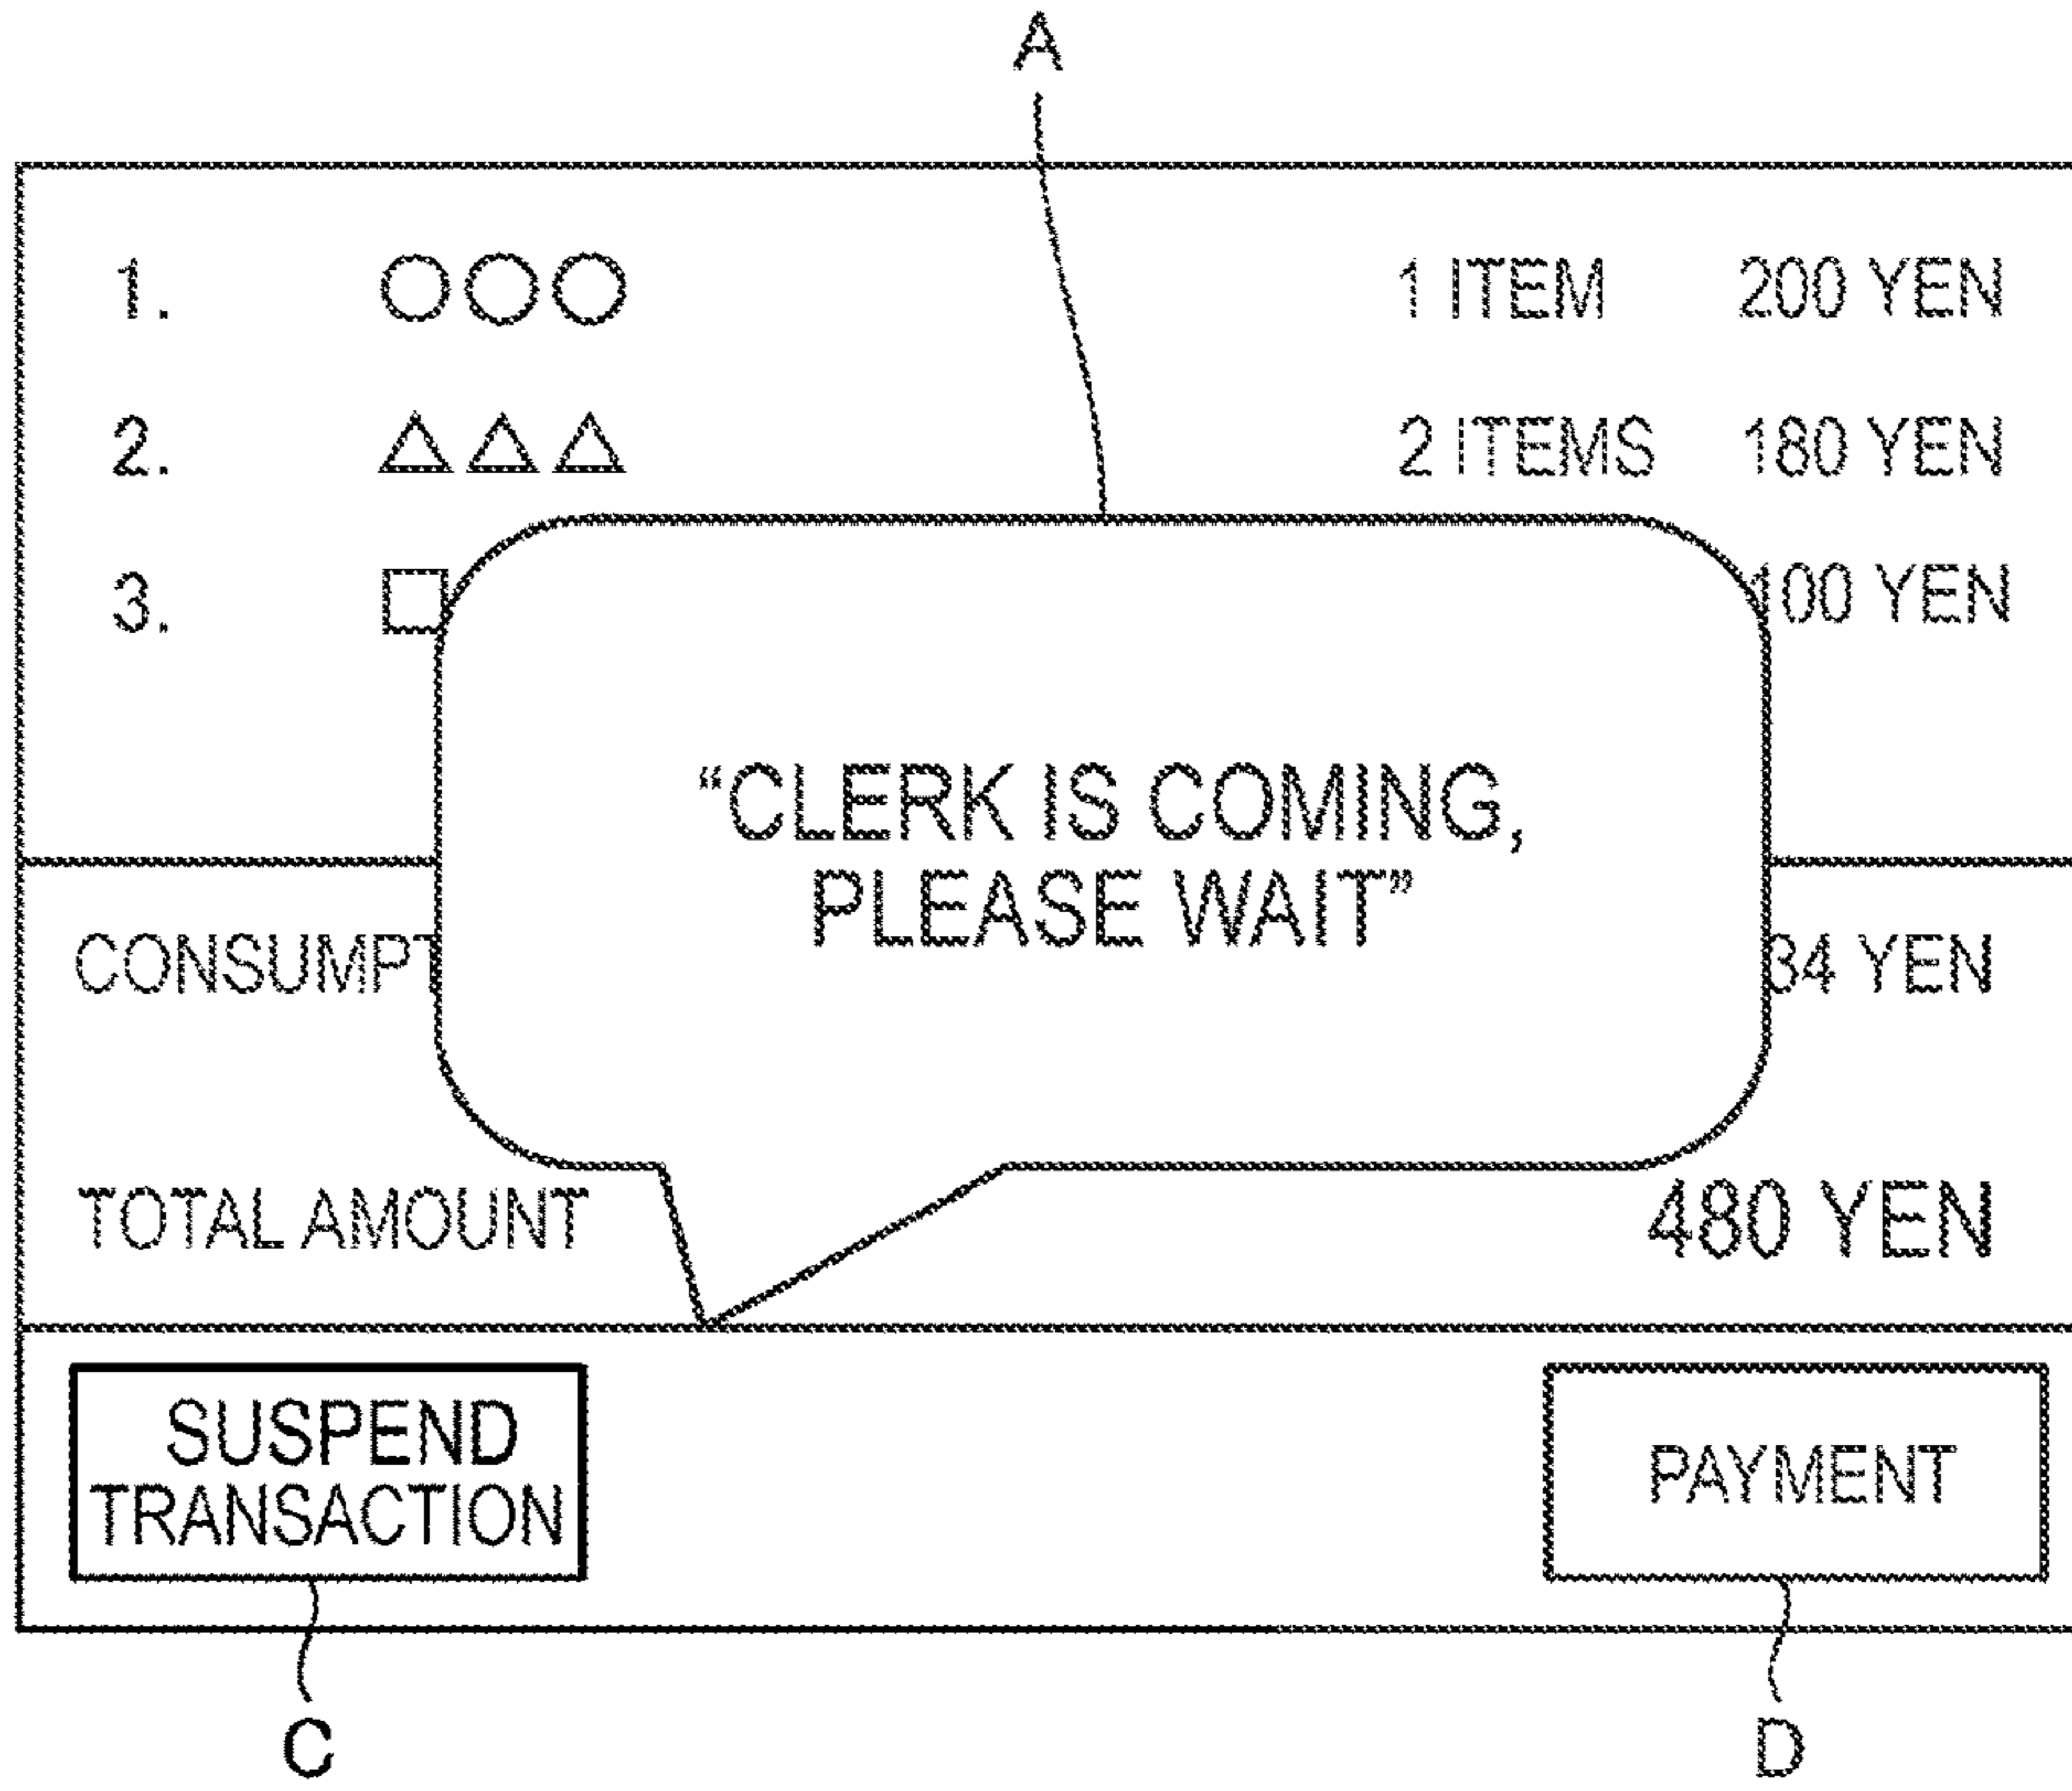 A
1. ○○○ 1 ITEM 200 YEN
2. △△△ 2 ITEMS 180 YEN
3. □ 100 YEN
“CLERK IS COMING,
PLEASE WAIT”
CONSUMPT 34 YEN
TOTAL AMOUNT 480 YEN
SUSPEND
TRANSACTION
PAYMENT
C D